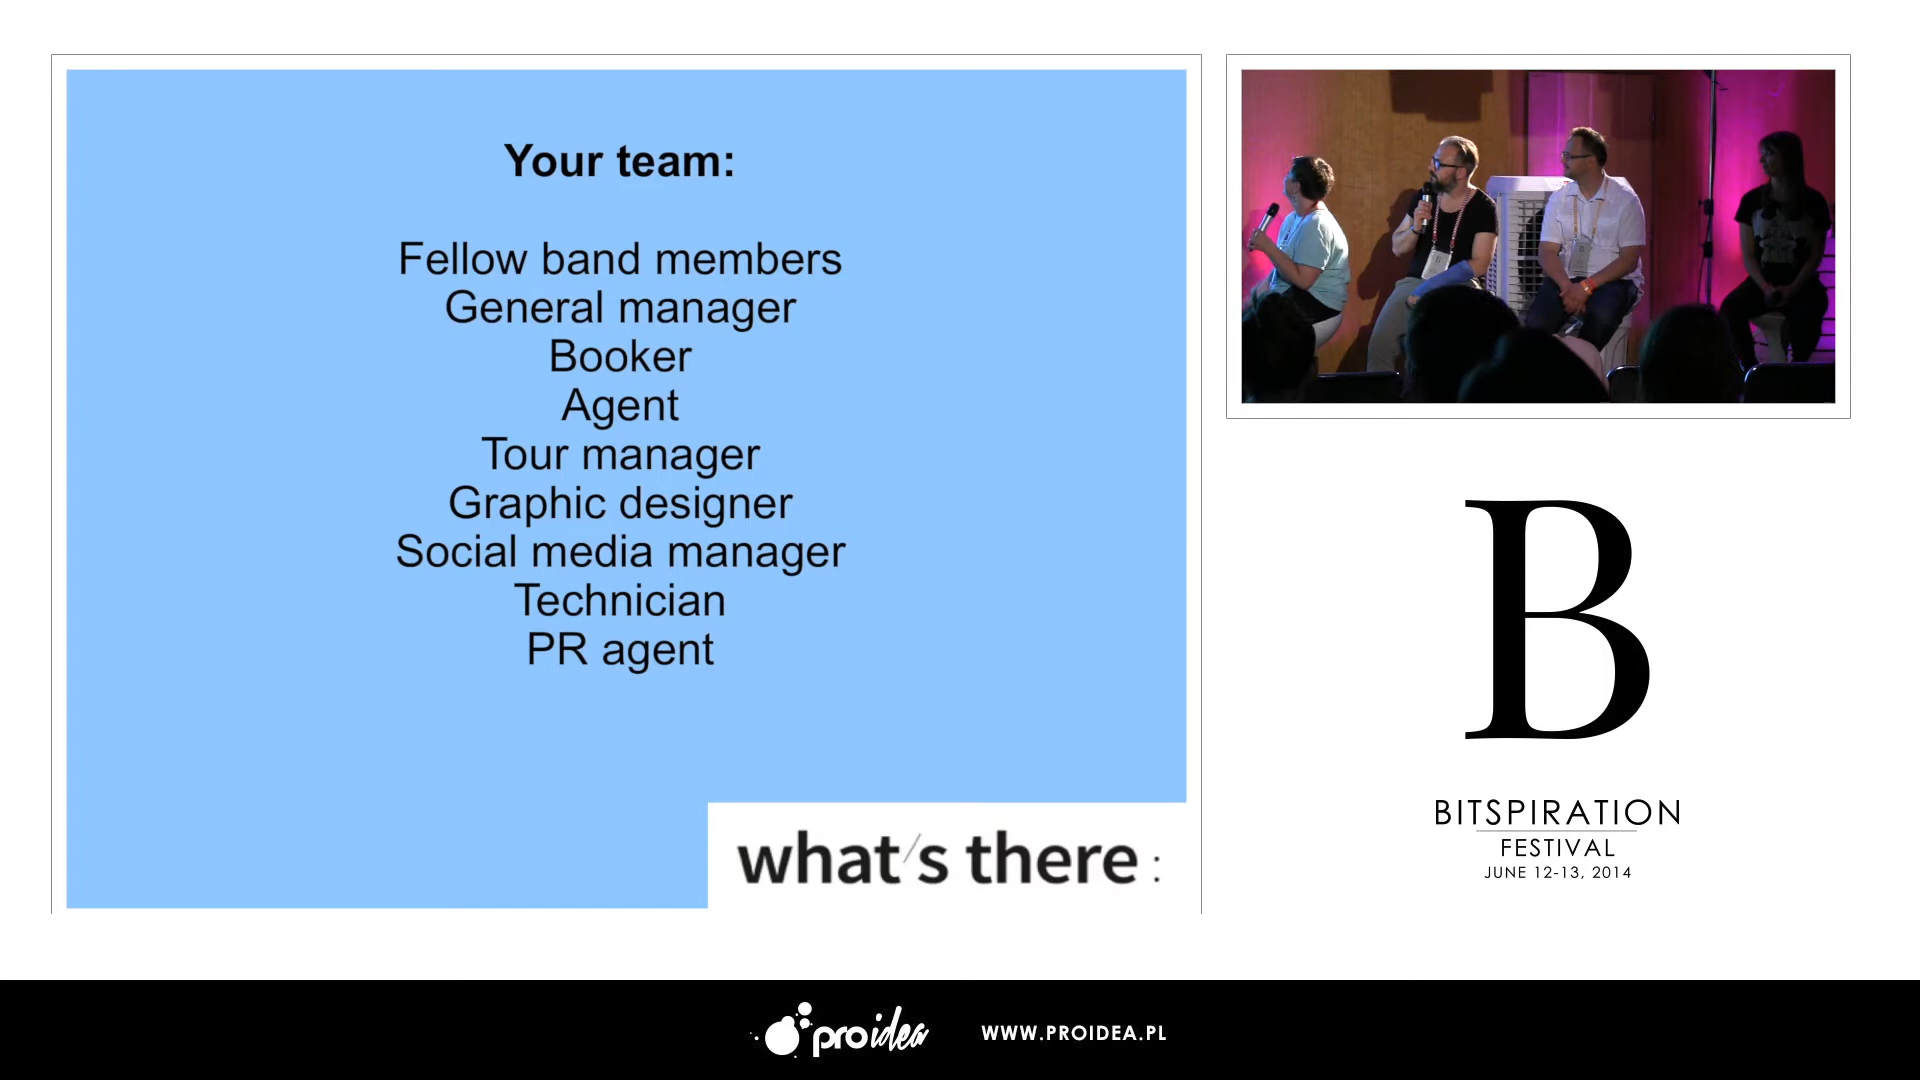 Your team:
Fellow band members
General manager
Booker
Agent
Tour manager
Graphic designer
Social media manager
Technician
PR agent
what's there :
B
BITSPIRATION
FESTIVAL
JUNE 12-13, 2014
proidea
WWW.PROIDEA.PL